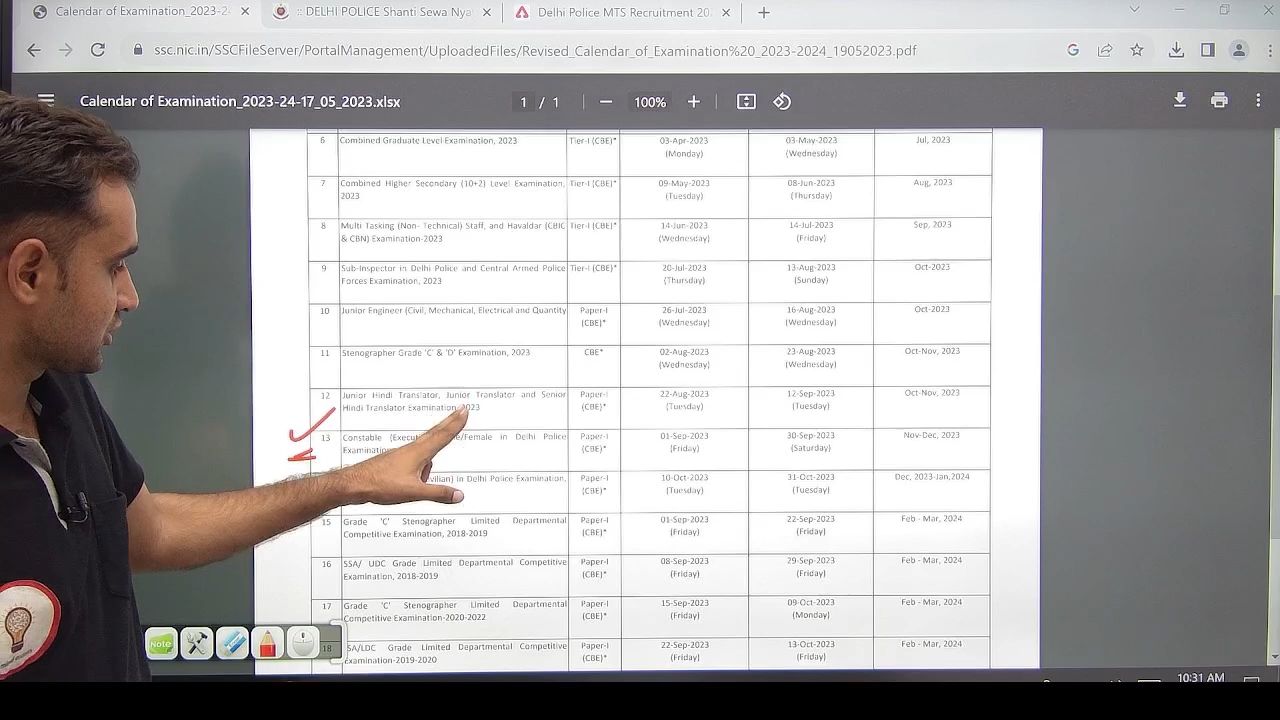 Calendar of Examination_2023-2
:: DELHI POLICE Shanti Sewa Nya
Delhi Police MTS Recruitment 20
ssc.nic.in/SSCFileServer/PortalManagement/UploadedFiles/Revised_Calendar_of_Examination%20_2023-2024_19052023.pdf
Calendar of Examination_2023-24-17_05_2023.xlsx
1 / 1
100%
6 Combined Graduate Level Examination, 2023 Tier-I (CBE)* 03-Apr-2023 03-May-2023 Jul, 2023
(Monday) (Wednesday)
7 Combined Higher Secondary (10+2) Level Examination, Tier-I (CBE)* 09-May-2023 08-Jun-2023 Aug, 2023
2023 (Tuesday) (Thursday)
8 Multi Tasking (Non- Technical) Staff, and Havaldar (CBIC Tier-I (CBE)* 14-Jun-2023 14-Jul-2023 Sep, 2023
& CBN) Examination-2023 (Wednesday) (Friday)
9 Sub-Inspector in Delhi Police and Central Armed Police Tier-I (CBE)* 20-Jul-2023 13-Aug-2023 Oct-2023
Forces Examination, 2023 (Thursday) (Sunday)
10 Junior Engineer (Civil, Mechanical, Electrical and Quantity Paper-I 26-Jul-2023 16-Aug-2023 Oct-2023
(CBE)* (Wednesday) (Wednesday)
11 Stenographer Grade 'C' & 'D' Examination, 2023 CBE* 02-Aug-2023 23-Aug-2023 Oct-Nov, 2023
(Wednesday) (Wednesday)
12 Junior Hindi Translator, Junior Translator and Senior Paper-I 22-Aug-2023 12-Sep-2023 Oct-Nov, 2023
Hindi Translator Examination, 2023 (CBE)* (Tuesday) (Tuesday)
13 Constable /Female in Delhi Police Paper-I 01-Sep-2023 30-Sep-2023 Nov-Dec, 2023
Examination (CBE)* (Friday) (Saturday)
in Delhi Police Examination, Paper-I 10-Oct-2023 31-Oct-2023 Dec, 2023-Jan,2024
(CBE)* (Tuesday) (Tuesday)
15 Grade 'C' Stenographer Limited Departmental Paper-I 01-Sep-2023 22-Sep-2023 Feb - Mar, 2024
Competitive Examination, 2018-2019 (CBE)* (Friday) (Friday)
16 SSA/ UDC Grade Limited Departmental Competitive Paper-I 08-Sep-2023 29-Sep-2023 Feb - Mar, 2024
Examination, 2018-2019 (CBE)* (Friday) (Friday)
17 Grade 'C' Stenographer Limited Departmental Paper-I 15-Sep-2023 09-Oct-2023 Feb - Mar, 2024
Competitive Examination-2020-2022 (CBE)* (Friday) (Monday)
18 SA/LDC Grade Limited Departmental Competitive Paper-I 22-Sep-2023 13-Oct-2023 Feb - Mar, 2024
Examination-2019-2020 (CBE)* (Friday) (Friday)
Note
10:31 AM